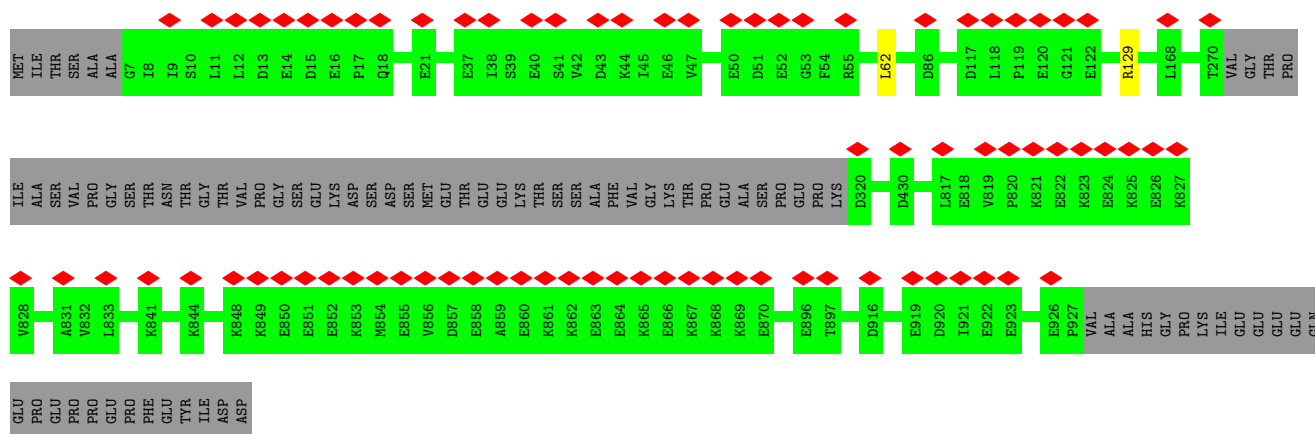 MET ILE THR SER ALA ALA G7 I8 I9 S10 L11 L12 D13 E14 D15 E16 P17 Q18 E21 E37 I38 S39 E40 S41 V42 D43 K44 I45 E46 V47 E50 D51 E52 G53 F54 R55 L62 D86 D117 L118 P119 E120 G121 E122 R129 L168 T270 VAL GLY THR PRO
ILE ALA SER VAL PRO GLY SER THR ASN THR GLY THR VAL PRO GLY SER GLU LYS ASP SER ASP SER MET GLU THR GLU GLU LYS THR SER SER ALA PHE VAL GLY LYS THR PRO GLU ALA SER PRO GLU PRO LYS D320 D430 L817 E818 V819 P820 K821 E822 K823 E824 K825 E826 K827
V828 A831 V832 L833 K841 K844 K848 K849 E850 E851 E852 K853 M854 E855 V856 D857 E858 A859 E860 K861 K862 E863 E864 K865 E866 K867 K868 K869 E870 E896 T897 D916 E919 D920 I921 E922 E923 E926 P927 VAL ALA ALA HIS GLY PRO LYS ILE GLU GLU GLU GLU GLN
GLU PRO GLU PRO PRO GLU PRO PHE GLU TYR ILE ASP ASP